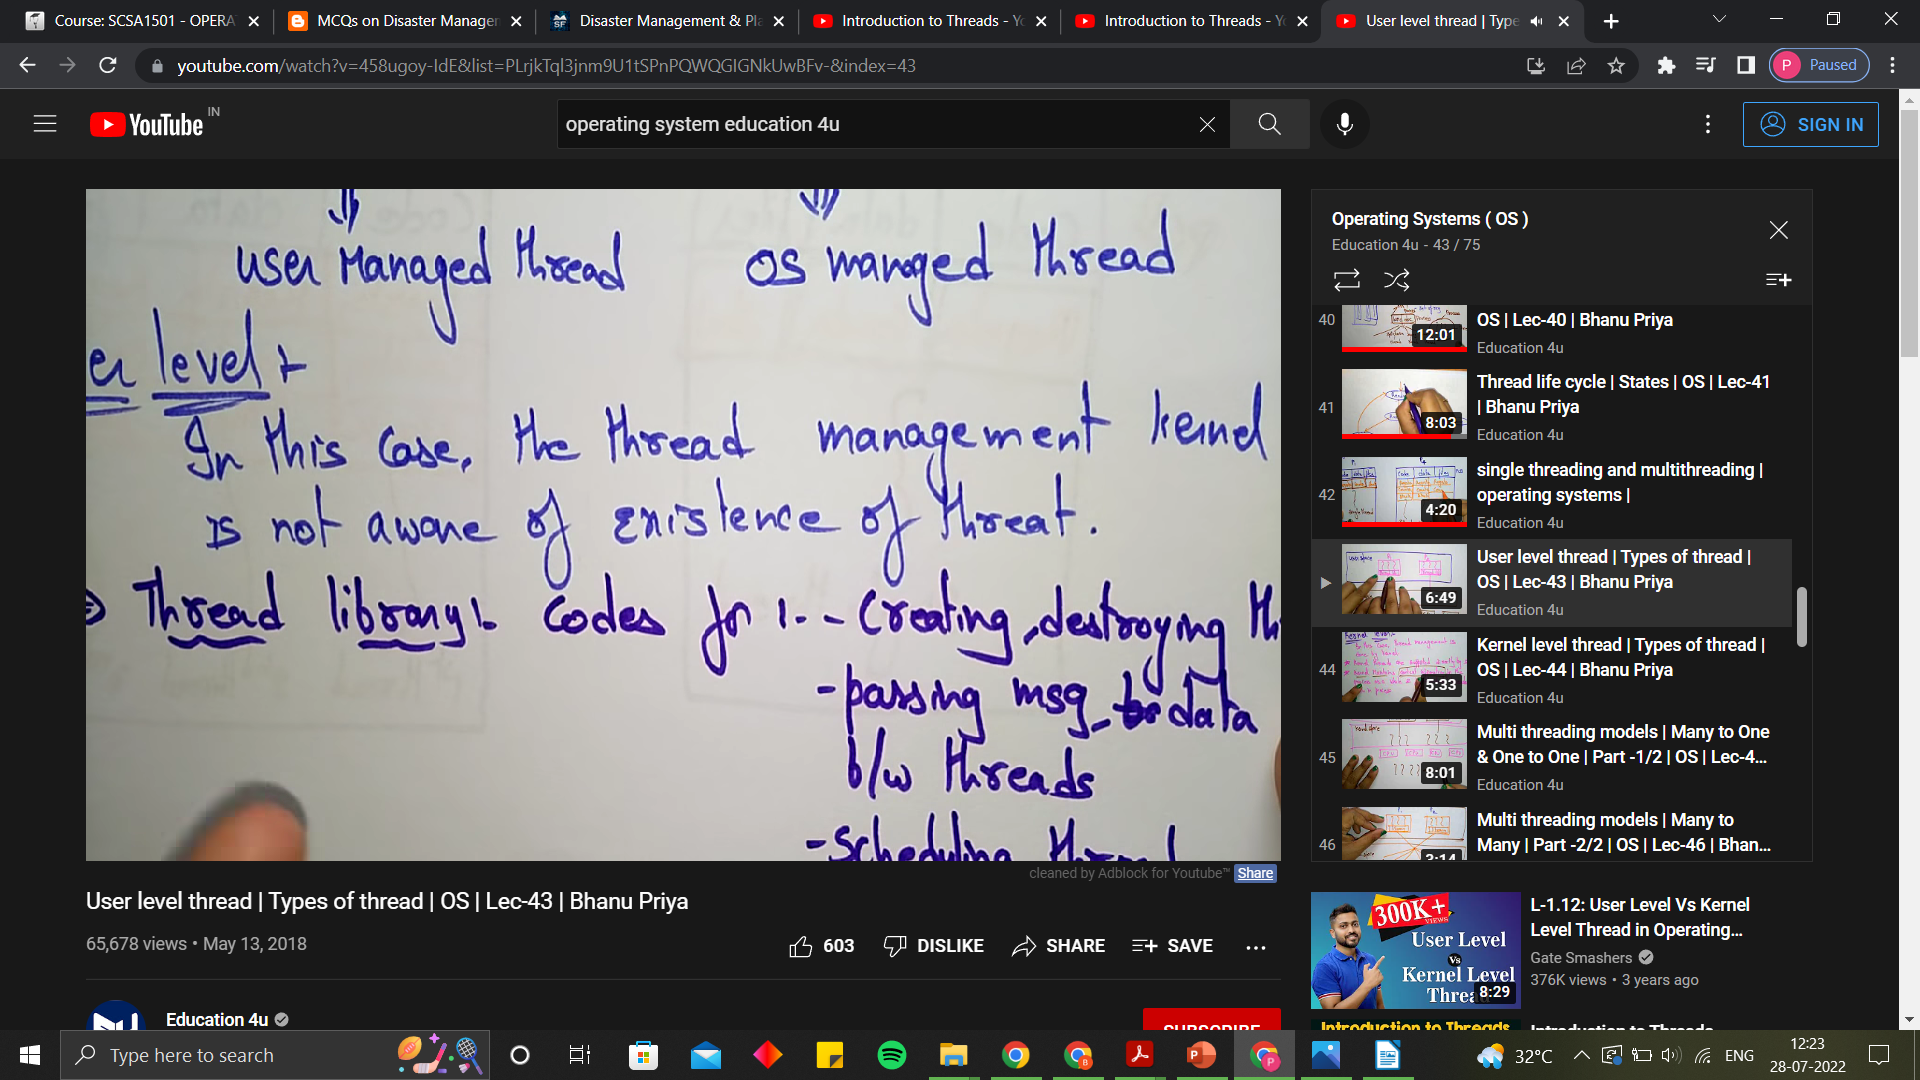 Course: SCSA1501 - OPERA
MCQs on Disaster Managem
Disaster Management & Pla
Introduction to Threads - Yo
Introduction to Threads - Yo
User level thread | Type
youtube.com/watch?v=458ugoy-IdE&list=PLrjkTql3jnm9U1tSPnPQWQGIGNkUwBFv-&index=43
P Paused
YouTube IN
operating system education 4u
SIGN IN
user Managed thread
OS manged thread
er level:-
In this case, the thread management kernel
is not aware of existence of threat.
Thread library:- Codes for :- - Creating, destroying th
- passing msg data
b/w threads
- Scheduling thread
cleaned by Adblock for Youtube™ Share
User level thread | Types of thread | OS | Lec-43 | Bhanu Priya
65,678 views • May 13, 2018
603
DISLIKE
SHARE
SAVE
Education 4u
SUBSCRIBE
Operating Systems ( OS )
Education 4u - 43 / 75
40
12:01
OS | Lec-40 | Bhanu Priya
Education 4u
41
8:03
Thread life cycle | States | OS | Lec-41
| Bhanu Priya
Education 4u
42
4:20
single threading and multithreading |
operating systems |
Education 4u
6:49
User level thread | Types of thread |
OS | Lec-43 | Bhanu Priya
Education 4u
44
5:33
Kernel level thread | Types of thread |
OS | Lec-44 | Bhanu Priya
Education 4u
45
8:01
Multi threading models | Many to One
& One to One | Part -1/2 | OS | Lec-4...
Education 4u
46
3:14
Multi threading models | Many to
Many | Part -2/2 | OS | Lec-46 | Bhan...
300K+
VIEWS
User Level
Vs
Kernel Level
Thread
8:29
L-1.12: User Level Vs Kernel
Level Thread in Operating...
Gate Smashers
376K views • 3 years ago
Introduction to Threads
Introduction to Threads
Type here to search
32°C
ENG
12:23
28-07-2022